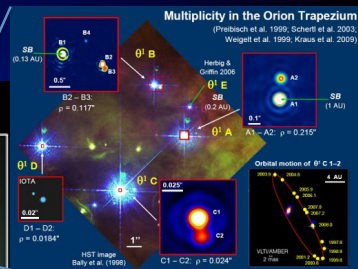 Multiplicity in the Orion Trapezium
(Preibisch et al. 1999; Schertl et al. 2003;
Weigelt et al. 1999; Kraus et al. 2009)
B1
B4
SB
(0.13 AU)
B2
B3
0.5"
B2 – B3:
ρ = 0.117"
θ¹ B
Herbig &
Griffin 2006
θ¹ E
SB
(0.2 AU)
θ¹ A
A2
A1
SB
(1 AU)
0.1"
A1 – A2: ρ = 0.215"
θ¹ D
IOTA
0.02"
D1 – D2:
ρ = 0.0184"
θ¹ C
HST image
Bally et al. (1998)
1"
0.025"
C1
C2
C1 – C2: ρ = 0.024"
Orbital motion of θ¹ C 1–2
4 AU
VLTI/AMBER
2 mas